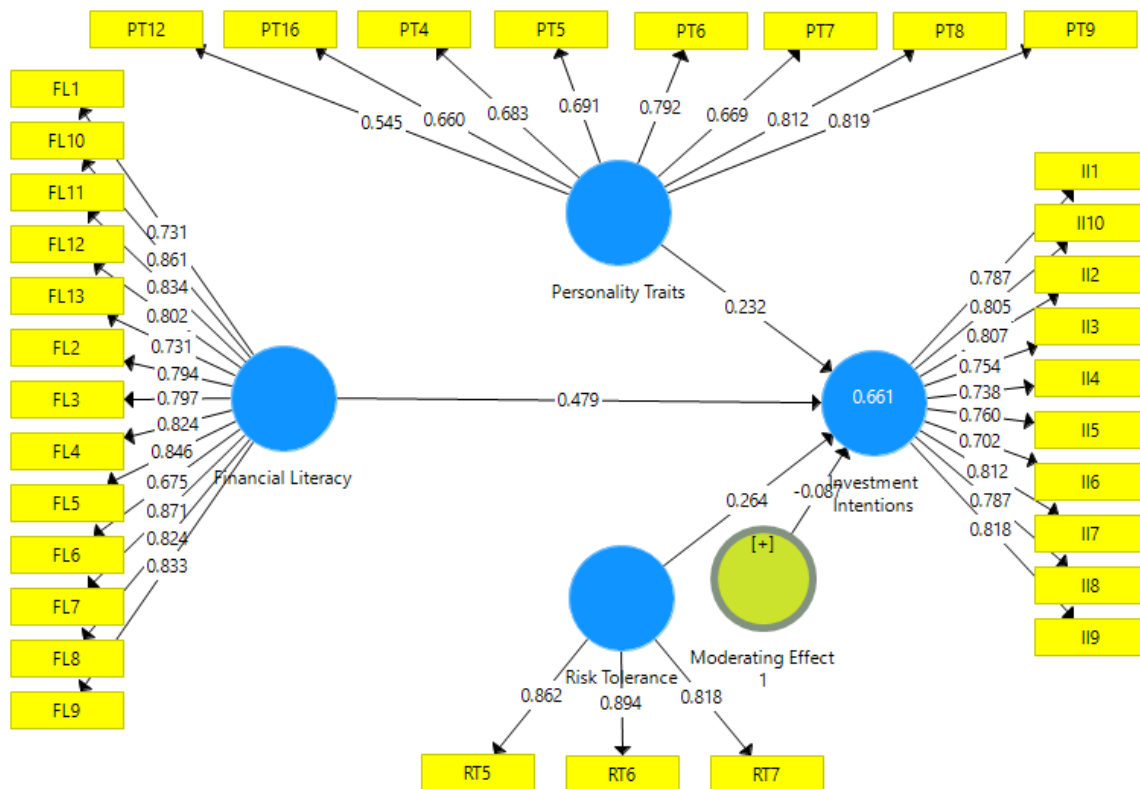 PT12
PT16
PT4
PT5
PT6
PT7
PT8
PT9
0.545
0.660
0.683
0.691
0.792
0.669
0.812
0.819
FL1
FL10
FL11
FL12
FL13
FL2
FL3
FL4
FL5
FL6
FL7
FL8
FL9
0.731
0.861
0.834
0.802
0.731
0.794
0.797
0.824
0.846
0.675
0.871
0.824
0.833
Personality Traits
0.232
Financial Literacy
0.479
0.661
Investment
Intentions
0.264
-0.087
[+]
Moderating Effect
1
Risk Tolerance
0.862
0.894
0.818
RT5
RT6
RT7
0.787
0.805
0.807
0.754
0.738
0.760
0.702
0.812
0.787
0.818
II1
II10
II2
II3
II4
II5
II6
II7
II8
II9